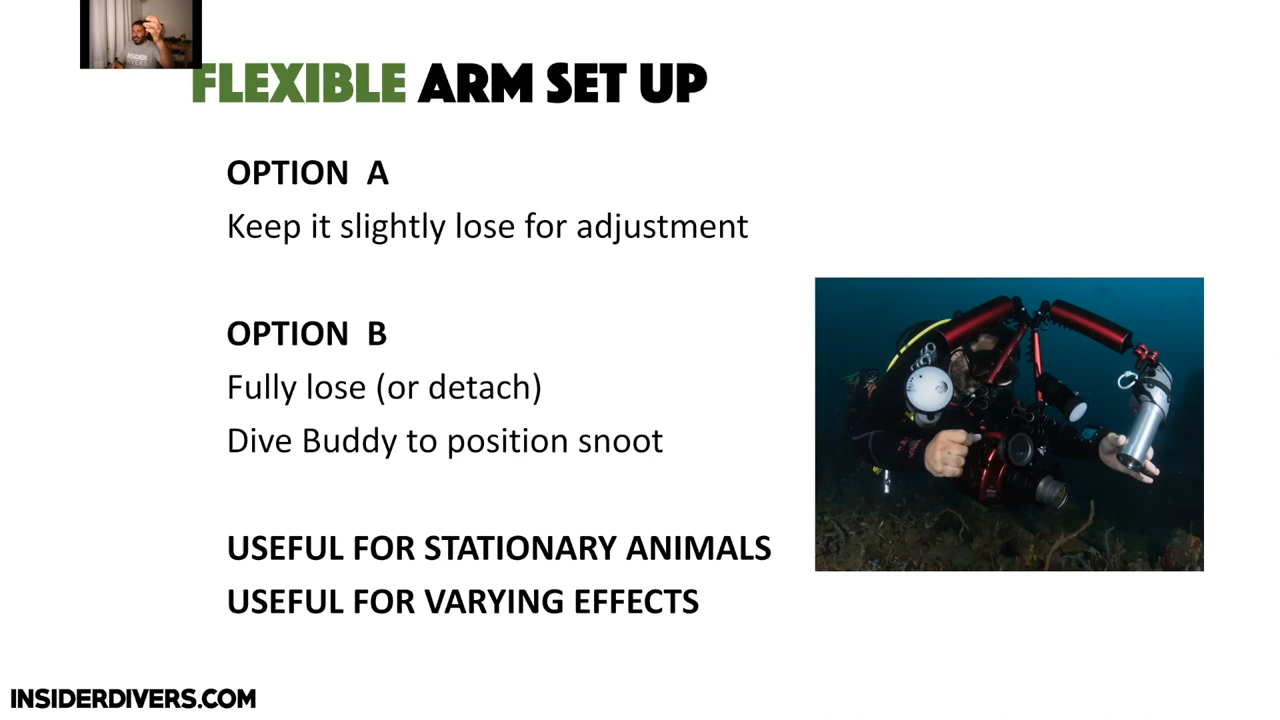 FLEXIBLE ARM SET UP
OPTION A
Keep it slightly lose for adjustment
OPTION B
Fully lose (or detach)
Dive Buddy to position snoot
USEFUL FOR STATIONARY ANIMALS
USEFUL FOR VARYING EFFECTS
INSIDERDIVERS.COM